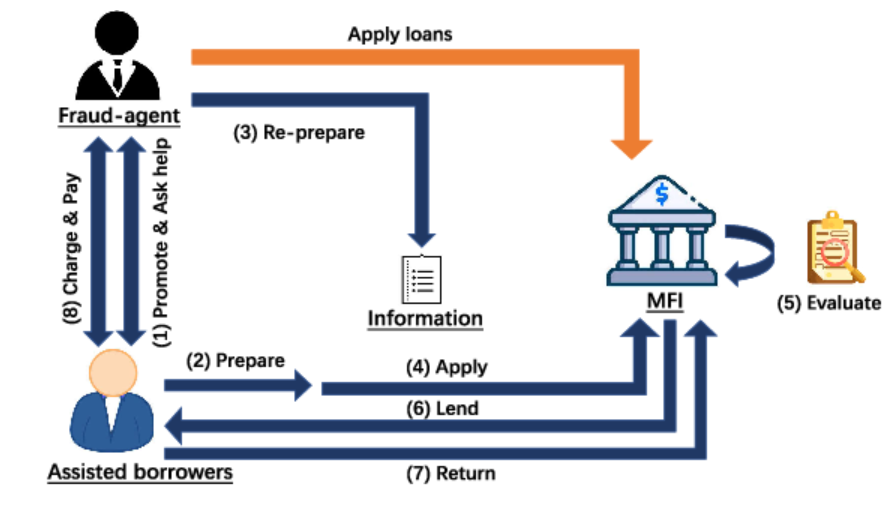 Apply loans
Fraud-agent
(3) Re-prepare
(8) Charge & Pay
(1) Promote & Ask help
$
MFI
(5) Evaluate
Information
(2) Prepare
(4) Apply
(6) Lend
Assisted borrowers
(7) Return